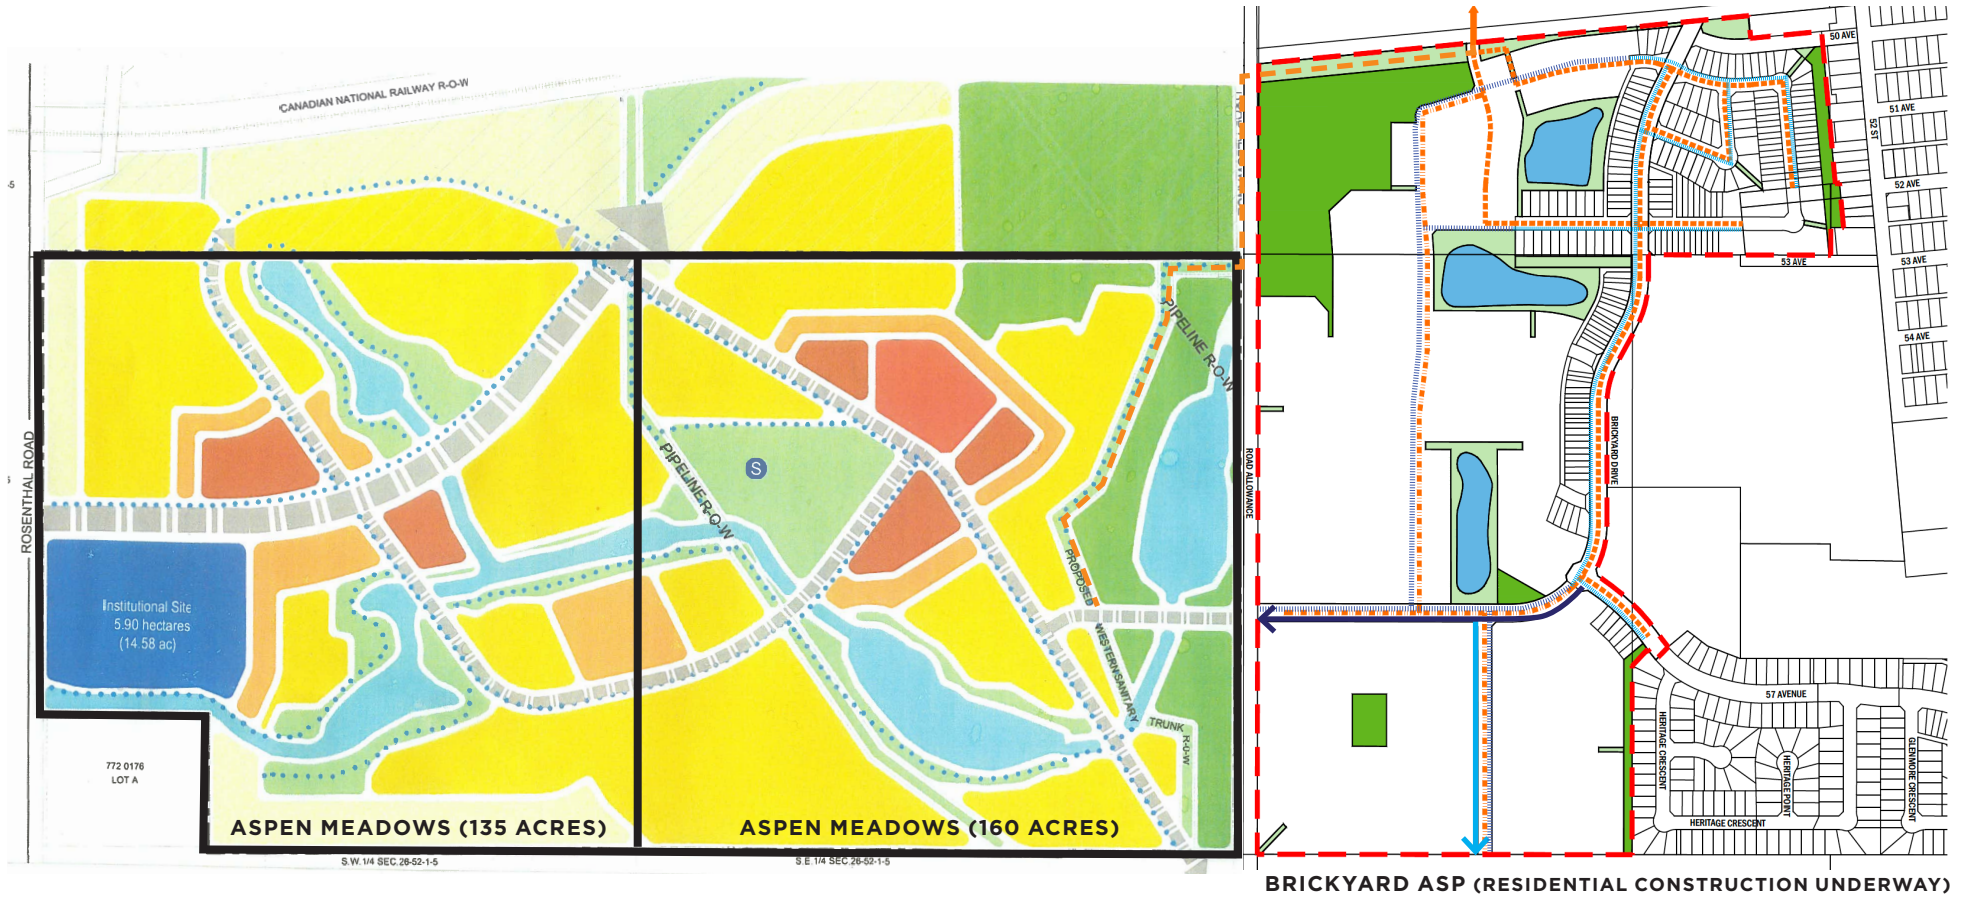 CANADIAN NATIONAL RAILWAY R-O-W
ROSENTHAL ROAD
Institutional Site
5.90 hectares
(14.58 ac)
772 0176
LOT A
S
PIPELINE R-O-W
PIPELINE R-O-W
PROPOSED
WESTERN SANITARY
TRUNK
R-O-W
ASPEN MEADOWS (135 ACRES)
ASPEN MEADOWS (160 ACRES)
S.W. 1/4 SEC.26-52-1-5
S.E. 1/4 SEC.26-52-1-5
ROAD ALLOWANCE
50 AVE
51 AVE
52 ST
52 AVE
53 AVE
53 AVE
54 AVE
BRICKYARD DRIVE
57 AVENUE
HERITAGE CRESCENT
HERITAGE POINT
GLENMORE CRESCENT
HERITAGE CRESCENT
BRICKYARD ASP (RESIDENTIAL CONSTRUCTION UNDERWAY)